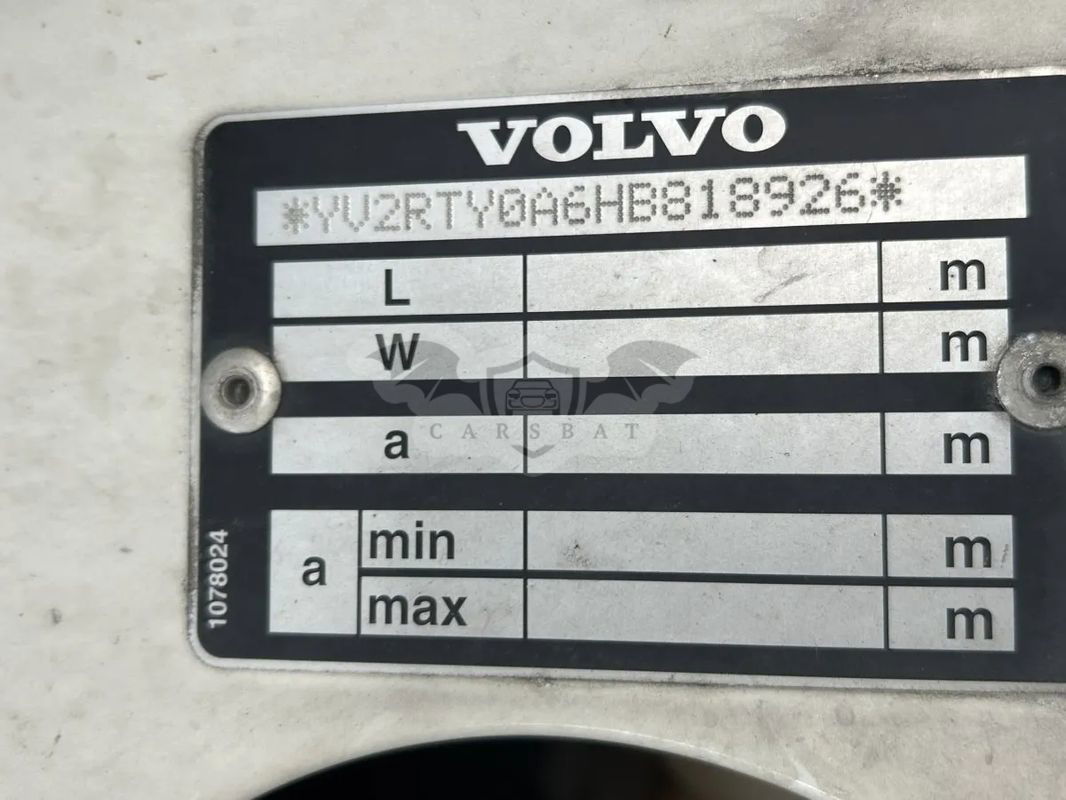 VOLVO
*YV2RTY0A6HB818926*
L m
W m
CARSBAT
a m
a min m
max m
1078024